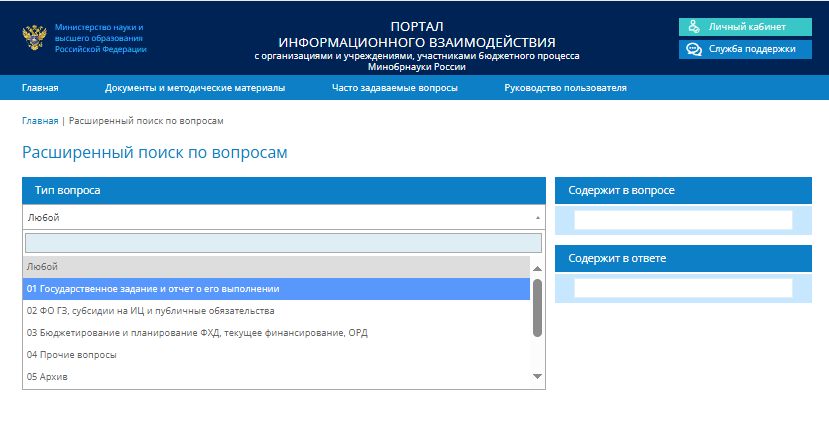 Министерство науки и
высшего образования
Российской Федерации
ПОРТАЛ
ИНФОРМАЦИОННОГО ВЗАИМОДЕЙСТВИЯ
с организациями и учреждениями, участниками бюджетного процесса
Минобрнауки России
Личный кабинет
Служба поддержки
Главная Документы и методические материалы Часто задаваемые вопросы Руководство пользователя
Главная | Расширенный поиск по вопросам
Расширенный поиск по вопросам
Тип вопроса
Любой
Любой
01 Государственное задание и отчет о его выполнении
02 ФО ГЗ, субсидии на ИЦ и публичные обязательства
03 Бюджетирование и планирование ФХД, текущее финансирование, ОРД
04 Прочие вопросы
05 Архив
Содержит в вопросе
Содержит в ответе